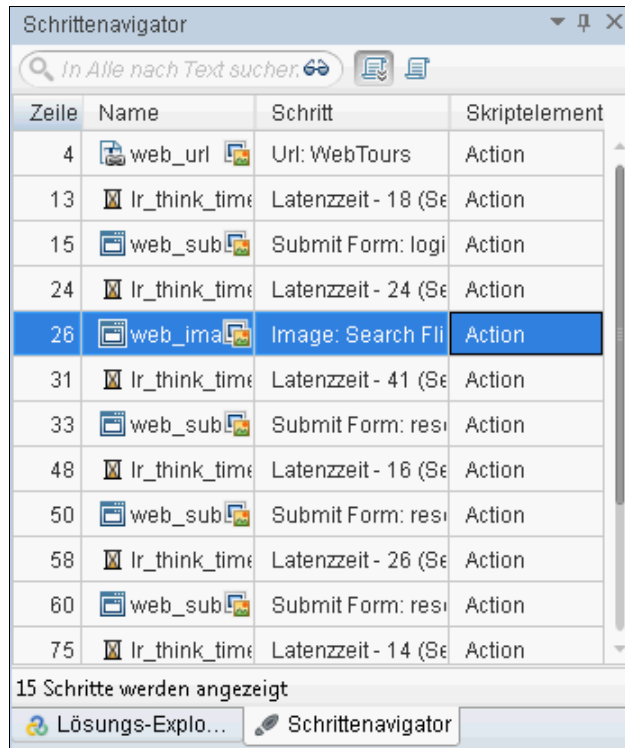 Schrittenavigator
In Alle nach Text sucher.
Zeile Name Schritt Skriptelement
4 web_url Url: WebTours Action
13 lr_think_time Latenzzeit - 18 (Se Action
15 web_sub Submit Form: logi Action
24 lr_think_time Latenzzeit - 24 (Se Action
26 web_ima Image: Search Fli Action
31 lr_think_time Latenzzeit - 41 (Se Action
33 web_sub Submit Form: res Action
48 lr_think_time Latenzzeit - 16 (Se Action
50 web_sub Submit Form: res Action
58 lr_think_time Latenzzeit - 26 (Se Action
60 web_sub Submit Form: res Action
75 lr_think_time Latenzzeit - 14 (Se Action
15 Schritte werden angezeigt
Lösungs-Explo... Schrittenavigator